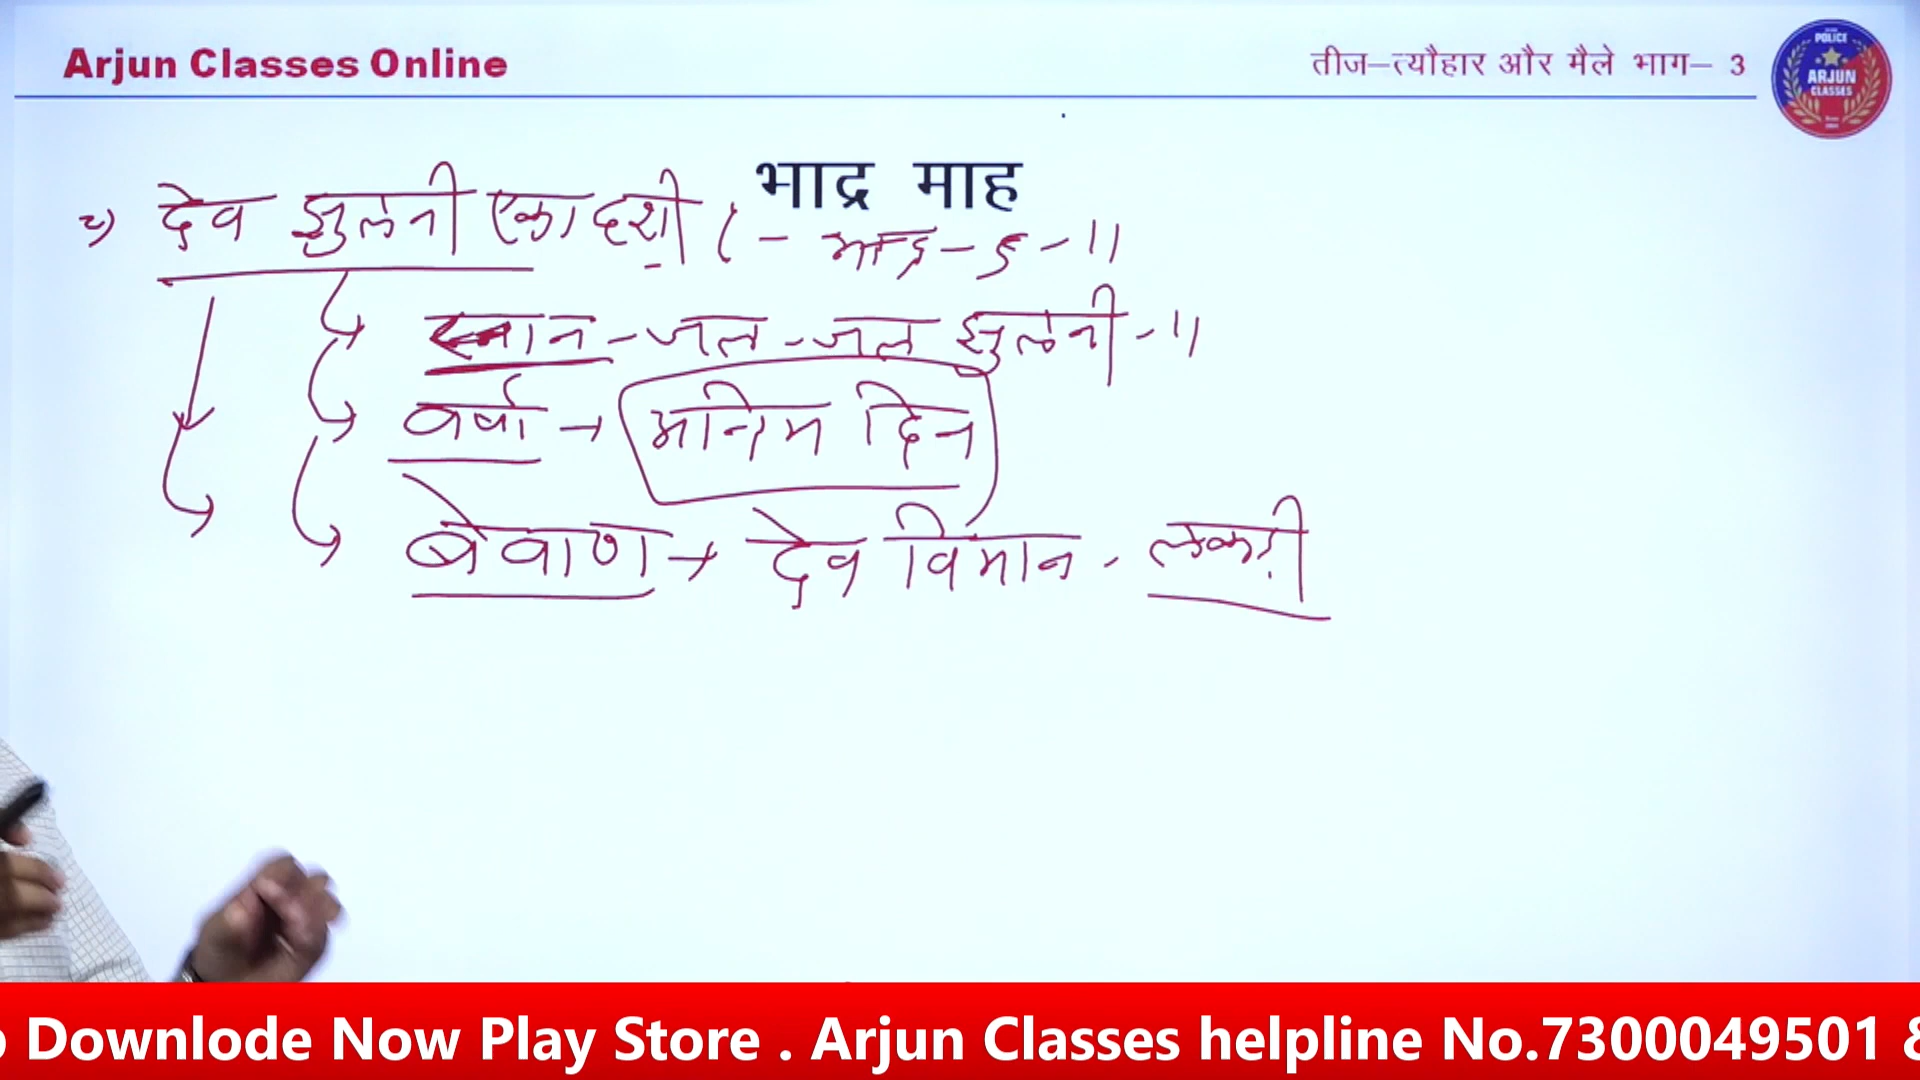 Arjun Classes Online
तीज–त्यौहार और मैले भाग– 3
POLICE
ARJUN
CLASSES
भाद्र माह
देव झुलनी एकादशी (- भाद्र - शु - 11
स्नान - जल - जल झुलनी - 11
वर्षा → अन्तिम दिन
बेवाण → देव विमान - लकड़ी
Downlode Now Play Store . Arjun Classes helpline No.7300049501 &